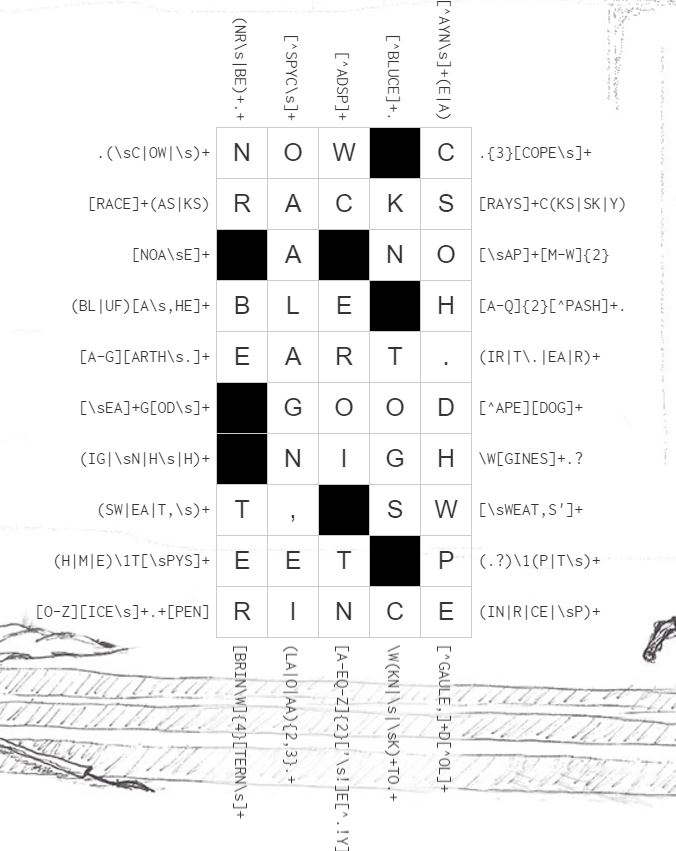 (NR\s|BE)+.+
[^SPYC\s]+
[^ADSP]+
[^BLUCE]+.
[^AYN\s]+(E|A)
.(\sC|OW|\s)+ N O W C .{3}[COPE\s]+
[RACE]+(AS|KS) R A C K S [RAYS]+C(KS|SK|Y)
[NOA\sE]+ A N O [\sAP]+[M-W]{2}
(BL|UF)[A\s,HE]+ B L E H [A-Q]{2}[^PASH]+.
[A-G][ARTH\s.]+ E A R T . (IR|T\.|EA|R)+
[\sEA]+G[OD\s]+ G O O D [^APE][DOG]+
(IG|\sN|H\s|H)+ N I G H \W[GINES]+.?
(SW|EA|T,\s)+ T , S W [\sWEAT,S']+
(H|M|E)\1T[\sPYS]+ E E T P (.?)\1(P|T\s)+
[O-Z][ICE\s]+.+[PEN] R I N C E (IN|R|CE|\sP)+
[BRIN\W]{4}[TERN\s]+
(LA|O|AA){2,3}.+
[A-EQ-Z]{2}['\s!]E[^.!Y]
\W(KN|\s|\sK)+TO.+
[^GAULE,]+D[^OL]+